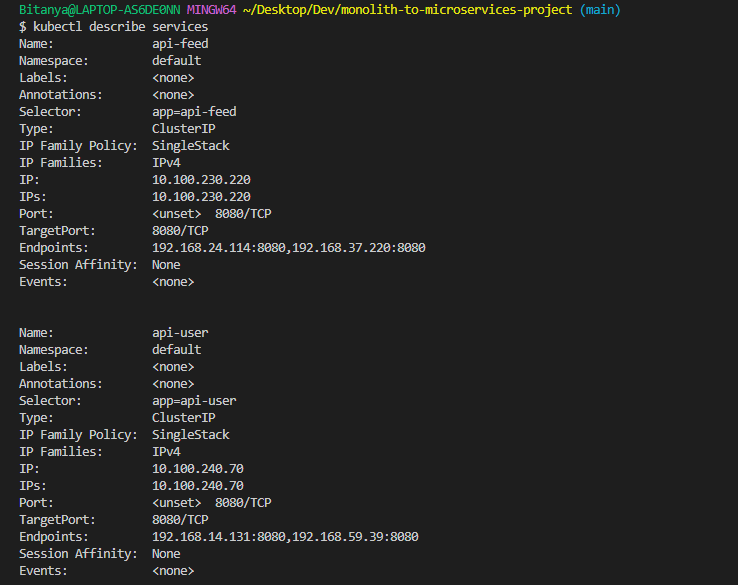 Bitanya@LAPTOP-AS6DE0NN MINGW64 ~/Desktop/Dev/monolith-to-microservices-project (main)
$ kubectl describe services
Name:              api-feed
Namespace:         default
Labels:            <none>
Annotations:       <none>
Selector:          app=api-feed
Type:              ClusterIP
IP Family Policy:  SingleStack
IP Families:       IPv4
IP:                10.100.230.220
IPs:               10.100.230.220
Port:              <unset>  8080/TCP
TargetPort:        8080/TCP
Endpoints:         192.168.24.114:8080,192.168.37.220:8080
Session Affinity:  None
Events:            <none>
Name:              api-user
Namespace:         default
Labels:            <none>
Annotations:       <none>
Selector:          app=api-user
Type:              ClusterIP
IP Family Policy:  SingleStack
IP Families:       IPv4
IP:                10.100.240.70
IPs:               10.100.240.70
Port:              <unset>  8080/TCP
TargetPort:        8080/TCP
Endpoints:         192.168.14.131:8080,192.168.59.39:8080
Session Affinity:  None
Events:            <none>